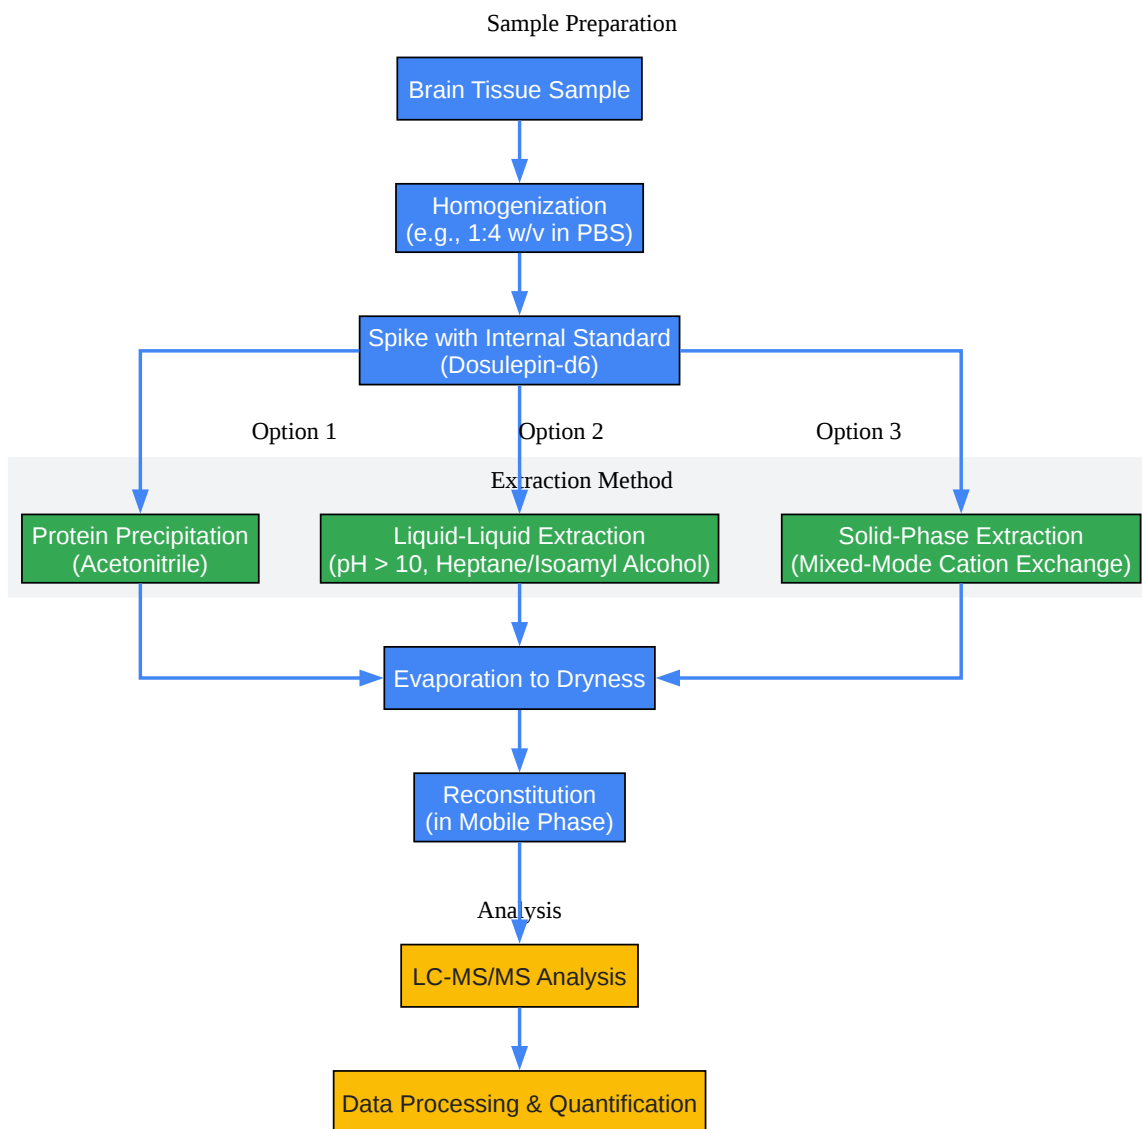 Sample Preparation
Brain Tissue Sample
Homogenization
(e.g., 1:4 w/v in PBS)
Spike with Internal Standard
(Dosulepin-d6)
Option 1
Option 2
Option 3
Extraction Method
Protein Precipitation
(Acetonitrile)
Liquid-Liquid Extraction
(pH > 10, Heptane/Isoamyl Alcohol)
Solid-Phase Extraction
(Mixed-Mode Cation Exchange)
Evaporation to Dryness
Reconstitution
(in Mobile Phase)
Analysis
LC-MS/MS Analysis
Data Processing & Quantification